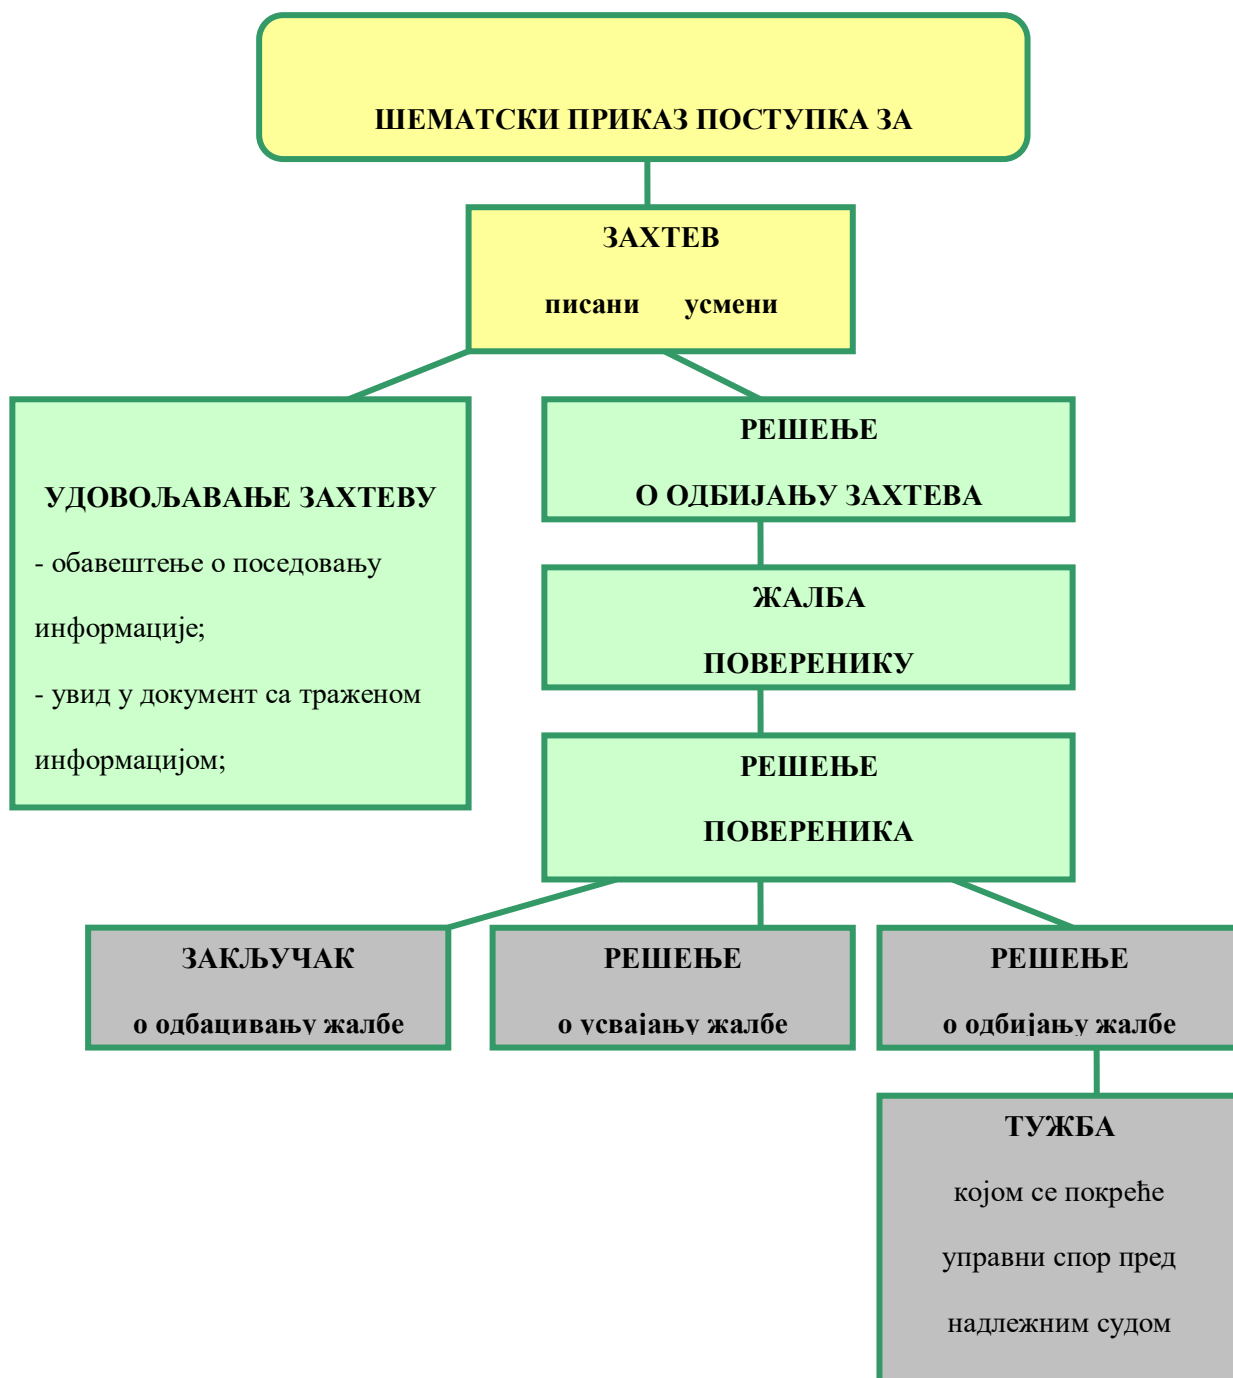 ШЕМАТСКИ ПРИКАЗ ПОСТУПКА ЗА
ЗАХТЕВ
писани усмени
УДОВОЉАВАЊЕ ЗАХТЕВУ
- обавештење о поседовању
информације;
- увид у документ са траженом
информацијом;
РЕШЕЊЕ
О ОДБИЈАЊУ ЗАХТЕВА
ЖАЛБА
ПОВЕРЕНИКУ
РЕШЕЊЕ
ПОВЕРЕНИКА
ЗАКЉУЧАК
о одбацивању жалбе
РЕШЕЊЕ
о усвајању жалбе
РЕШЕЊЕ
о одбијању жалбе
ТУЖБА
којом се покреће
управни спор пред
надлежним судом